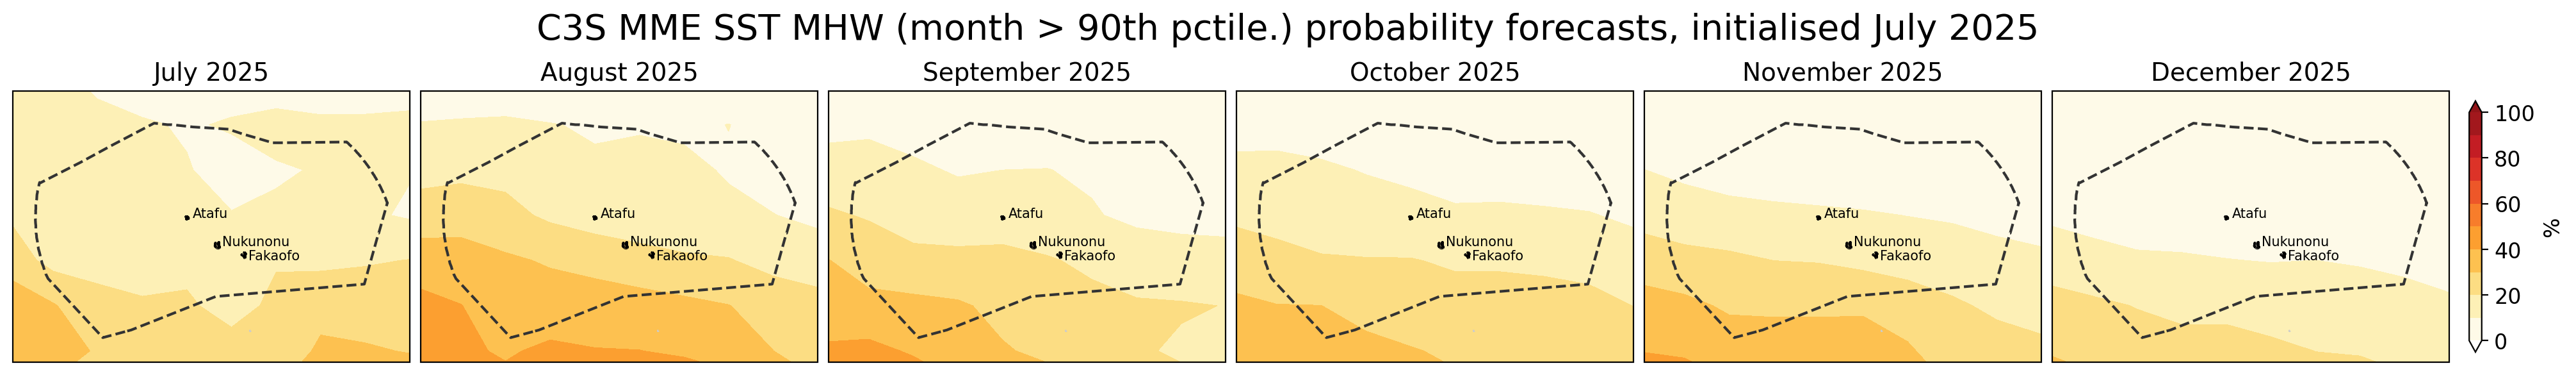 C3S MME SST MHW (month > 90th pctile.) probability forecasts, initialised July 2025
July 2025
August 2025
September 2025
October 2025
November 2025
December 2025
Atafu
Nukunonu
Fakaofo
Atafu
Nukunonu
Fakaofo
Atafu
Nukunonu
Fakaofo
Atafu
Nukunonu
Fakaofo
Atafu
Nukunonu
Fakaofo
Atafu
Nukunonu
Fakaofo
100
80
60
40
20
0
%